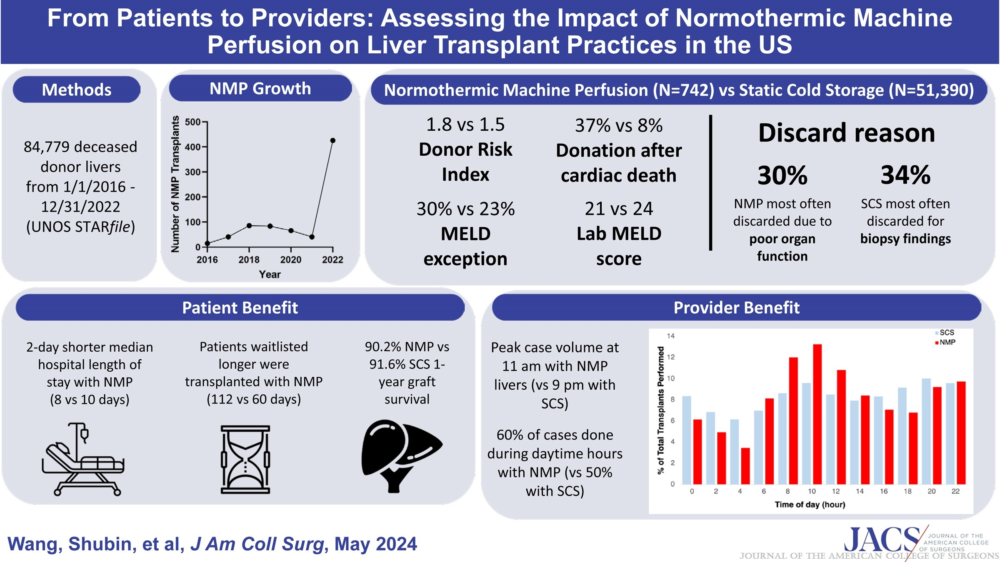 From Patients to Providers: Assessing the Impact of Normothermic Machine
Perfusion on Liver Transplant Practices in the US
Methods
84,779 deceased
donor livers
from 1/1/2016 -
12/31/2022
(UNOS STARfile)
NMP Growth
Number of NMP Transplants
500
400
300
200
100
0
2016
2018
2020
2022
Year
Normothermic Machine Perfusion (N=742) vs Static Cold Storage (N=51,390)
1.8 vs 1.5
Donor Risk
Index
37% vs 8%
Donation after
cardiac death
30% vs 23%
MELD
exception
21 vs 24
Lab MELD
score
Discard reason
30%
NMP most often
discarded due to
poor organ
function
34%
SCS most often
discarded for
biopsy findings
Patient Benefit
2-day shorter median
hospital length of
stay with NMP
(8 vs 10 days)
Patients waitlisted
longer were
transplanted with NMP
(112 vs 60 days)
90.2% NMP vs
91.6% SCS 1-
year graft
survival
Provider Benefit
Peak case volume at
11 am with NMP
livers (vs 9 pm with
SCS)
60% of cases done
during daytime hours
with NMP (vs 50%
with SCS)
SCS
NMP
% of Total Transplants Performed
14
12
10
8
6
4
2
0
0
2
4
6
8
10
12
14
16
18
20
22
Time of day (hour)
Wang, Shubin, et al, J Am Coll Surg, May 2024
JACS
JOURNAL OF THE
AMERICAN COLLEGE
OF SURGEONS
JOURNAL OF THE AMERICAN COLLEGE OF SURGEONS